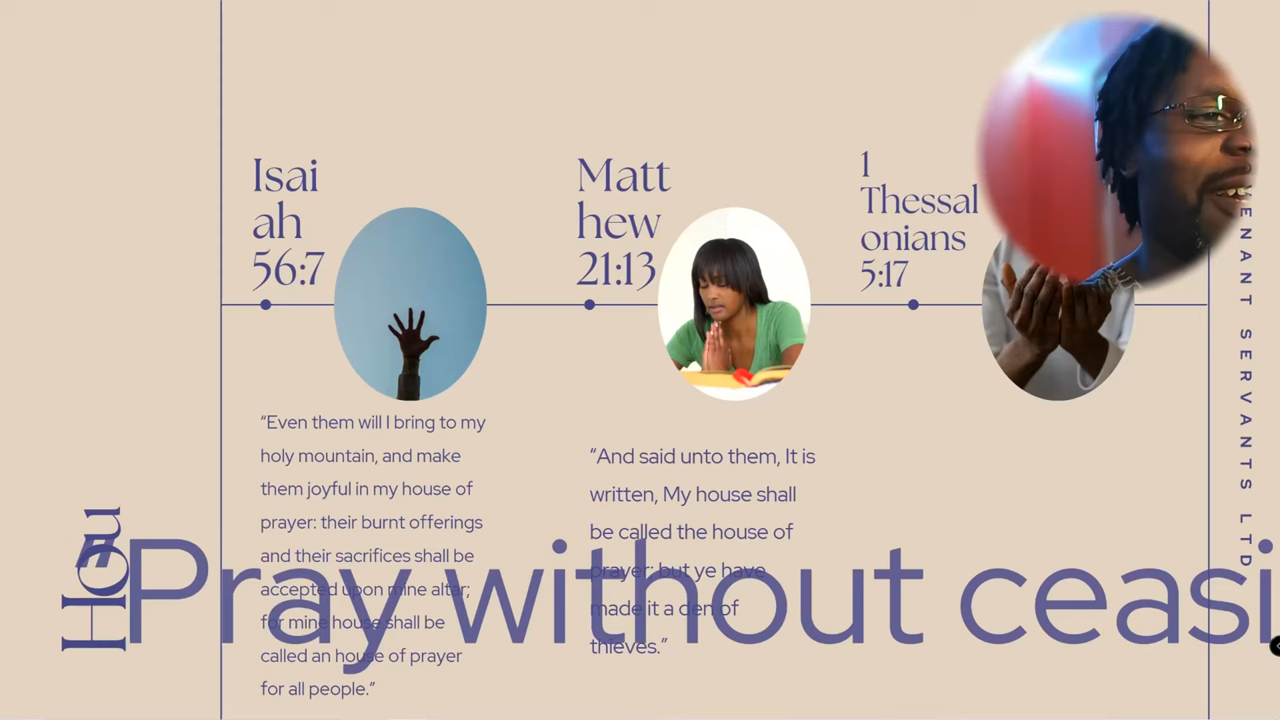 Isai
ah
56:7
Matt
hew
21:13
1
Thessal
onians
5:17
“Even them will I bring to my
holy mountain, and make
them joyful in my house of
prayer: their burnt offerings
and their sacrifices shall be
accepted upon mine altar;
for mine house shall be
called an house of prayer
for all people.”
“And said unto them, It is
written, My house shall
be called the house of
prayer; but ye have
made it a den of
thieves.”
"Pray without ceasi
Hou
ENANT SERVANTS LTD